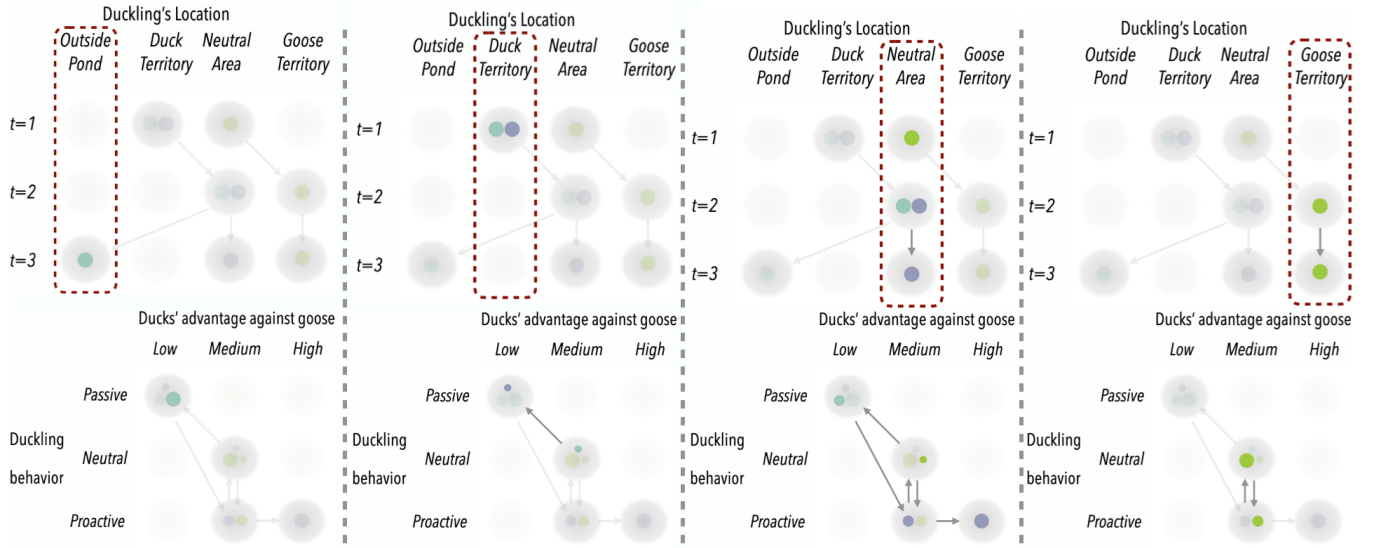 Duckling's Location
Outside Pond
Duck Territory
Neutral Area
Goose Territory
t=1
t=2
t=3
Ducks' advantage against goose
Low Medium High
Passive
Duckling behavior
Neutral
Proactive
Duckling's Location
Outside Pond
Duck Territory
Neutral Area
Goose Territory
t=1
t=2
t=3
Ducks' advantage against goose
Low Medium High
Passive
Duckling behavior
Neutral
Proactive
Duckling's Location
Outside Pond
Duck Territory
Neutral Area
Goose Territory
t=1
t=2
t=3
Ducks' advantage against goose
Low Medium High
Passive
Duckling behavior
Neutral
Proactive
Duckling's Location
Outside Pond
Duck Territory
Neutral Area
Goose Territory
t=1
t=2
t=3
Ducks' advantage against goose
Low Medium High
Passive
Duckling behavior
Neutral
Proactive